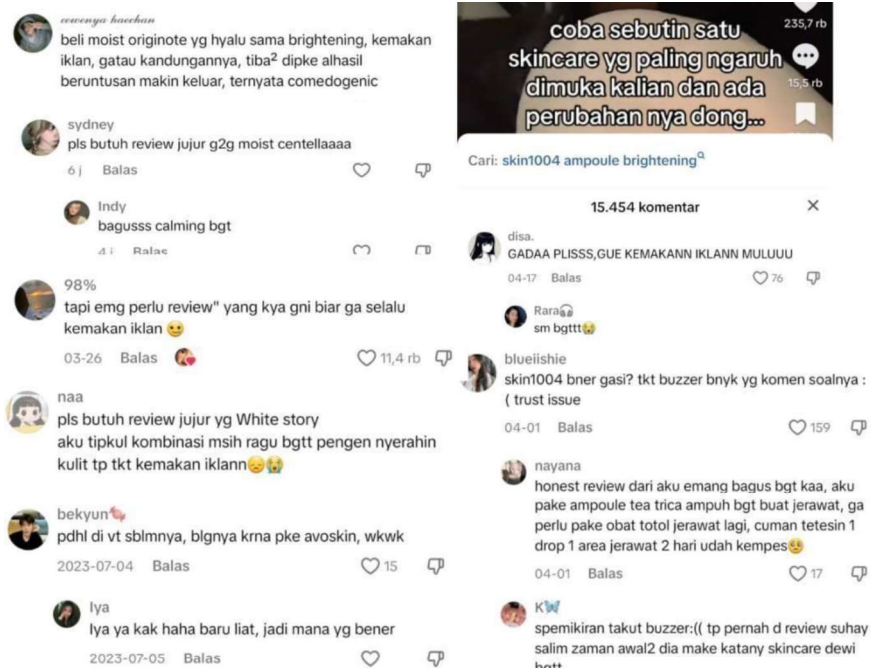 cewenya haechan
beli moist originote yg hyalu sama brightening, kemakan
iklan, gatau kandungannya, tiba² dipke alhasil
beruntusan makin keluar, ternyata comedogenic
sydney
pls butuh review jujur g2g moist centellaaaa
6 j Balas
Indy
bagusss calming bgt
4 j Balas
98%
tapi emg perlu review" yang kya gni biar ga selalu
kemakan iklan 🥲
03-26 Balas 11,4 rb
naa
pls butuh review jujur yg White story
aku tipkul kombinasi msih ragu bgtt pengen nyerahin
kulit tp tkt kemakan iklann😞😭
bekyun🍬
pdhl di vt sblmnya, blgnya krna pke avoskin, wkwk
2023-07-04 Balas 15
lya
lya ya kak haha baru liat, jadi mana yg bener
2023-07-05 Balas
coba sebutin satu
skincare yg paling ngaruh
dimuka kalian dan ada
perubahan nya dong...
235,7 rb
15,5 rb
Cari: skin1004 ampoule brightening
15.454 komentar
disa.
GADAA PLISSS,GUE KEMAKANN IKLANN MULUUU
04-17 Balas 76
Rara🎧
sm bgttt😭
blueiishie
skin1004 bner gasi? tkt buzzer bnyk yg komen soalnya :
( trust issue
04-01 Balas 159
nayana
honest review dari aku emang bagus bgt kaa, aku
pake ampoule tea trica ampuh bgt buat jerawat, ga
perlu pake obat totol jerawat lagi, cuman tetesin 1
drop 1 area jerawat 2 hari udah kempes🥺
04-01 Balas 17
K🦋
spemikiran takut buzzer:(( tp pernah d review suhay
salim zaman awal2 dia make katany skincare dewi
bgtt